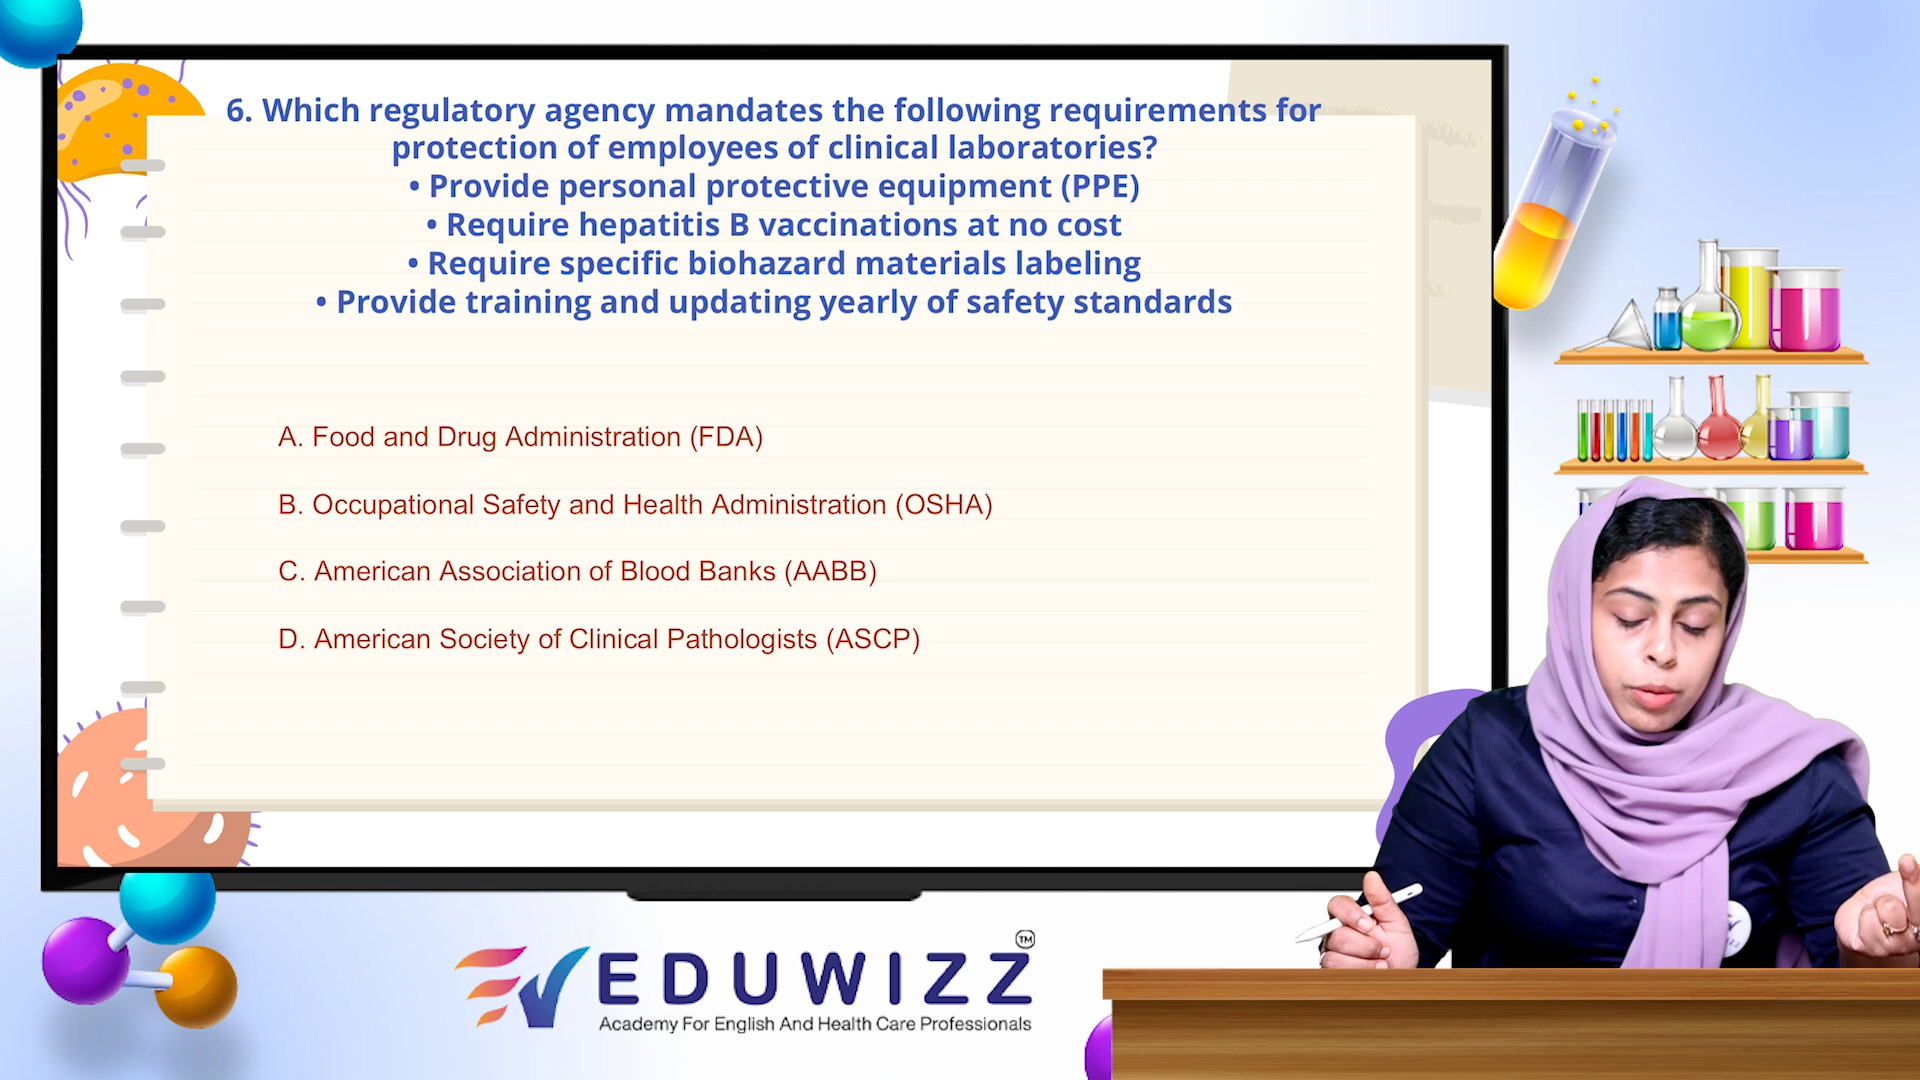 6. Which regulatory agency mandates the following requirements for
protection of employees of clinical laboratories?
• Provide personal protective equipment (PPE)
• Require hepatitis B vaccinations at no cost
• Require specific biohazard materials labeling
• Provide training and updating yearly of safety standards
A. Food and Drug Administration (FDA)
B. Occupational Safety and Health Administration (OSHA)
C. American Association of Blood Banks (AABB)
D. American Society of Clinical Pathologists (ASCP)
EDUWIZZ TM
Academy For English And Health Care Professionals